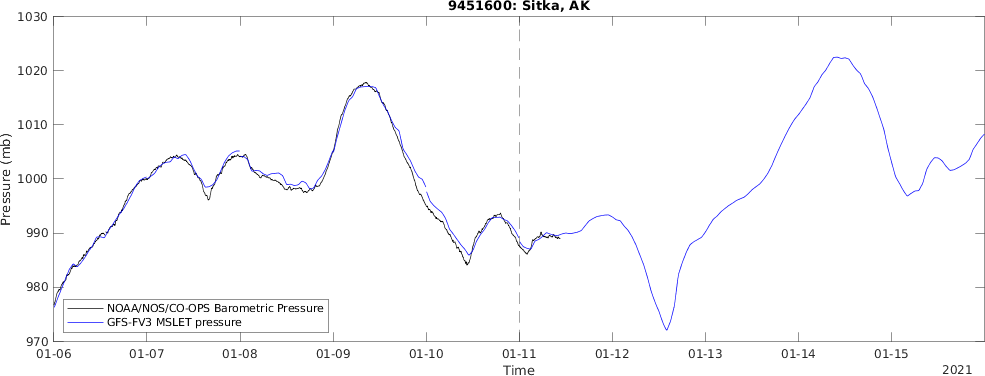 9451600: Sitka, AK
Pressure (mb)
1030
1020
1010
1000
990
980
970
NOAA/NOS/CO-OPS Barometric Pressure
GFS-FV3 MSLET pressure
01-06 01-07 01-08 01-09 01-10 01-11 01-12 01-13 01-14 01-15
Time
2021